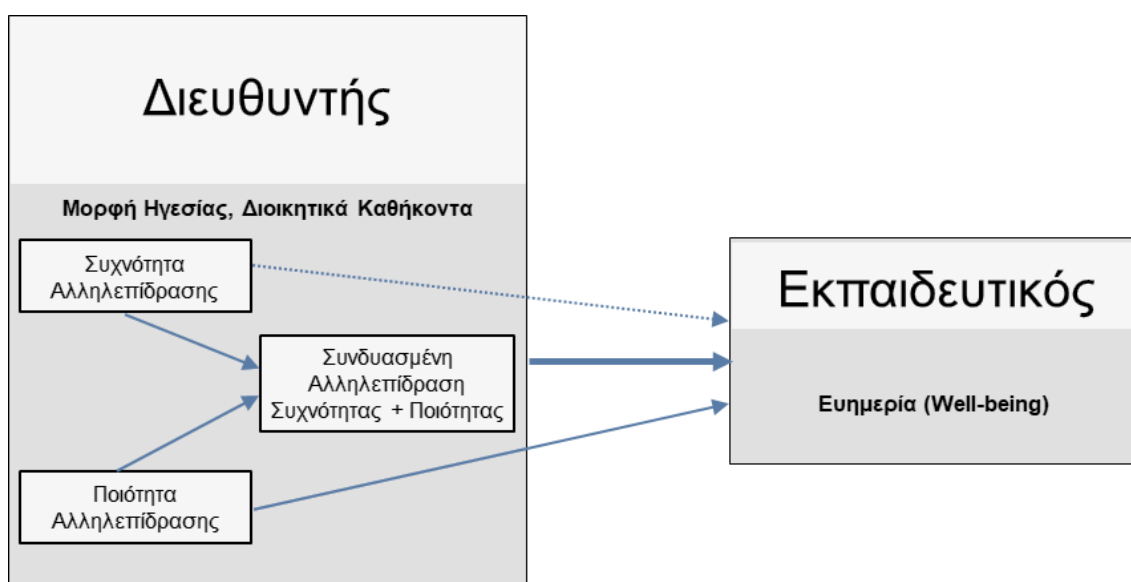 Διευθυντής
Μορφή Ηγεσίας, Διοικητικά Καθήκοντα
Συχνότητα
Αλληλεπίδρασης
Συνδυασμένη
Αλληλεπίδραση
Συχνότητας + Ποιότητας
Ποιότητα
Αλληλεπίδρασης
Εκπαιδευτικός
Ευημερία (Well-being)